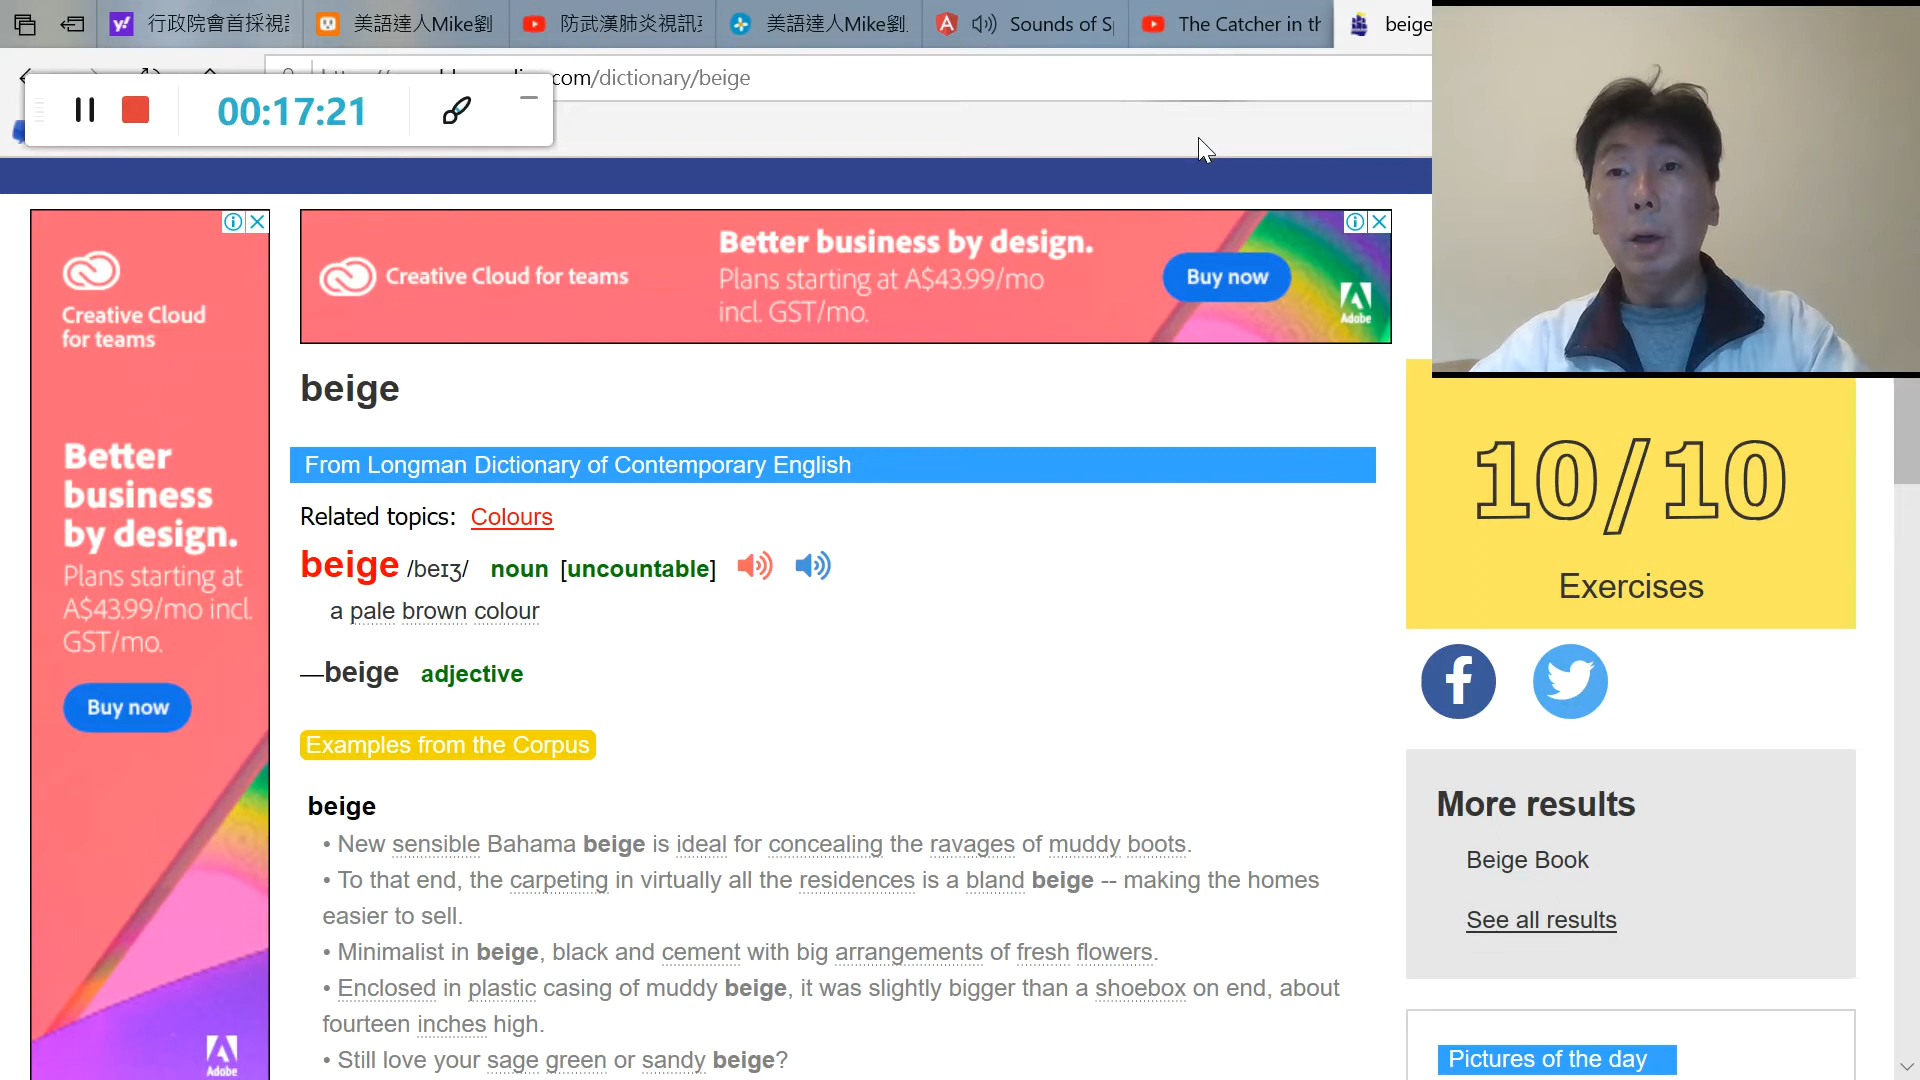 行政院會首採視
美語達人Mike劉
防武漢肺炎視訊
美語達人Mike劉
Sounds of Sp
The Catcher in th
beige
com/dictionary/beige
00:17:21
Creative Cloud
for teams
Better
business
by design.
Plans starting at
A$43.99/mo incl.
GST/mo.
Buy now
Adobe
Creative Cloud for teams
Better business by design.
Plans starting at A$43.99/mo
incl. GST/mo.
Buy now
Adobe
beige
From Longman Dictionary of Contemporary English
Related topics: Colours
beige /beɪʒ/ noun [uncountable]
a pale brown colour
—beige adjective
Examples from the Corpus
beige
• New sensible Bahama beige is ideal for concealing the ravages of muddy boots.
• To that end, the carpeting in virtually all the residences is a bland beige -- making the homes
easier to sell.
• Minimalist in beige, black and cement with big arrangements of fresh flowers.
• Enclosed in plastic casing of muddy beige, it was slightly bigger than a shoebox on end, about
fourteen inches high.
• Still love your sage green or sandy beige?
10/10
Exercises
More results
Beige Book
See all results
Pictures of the day